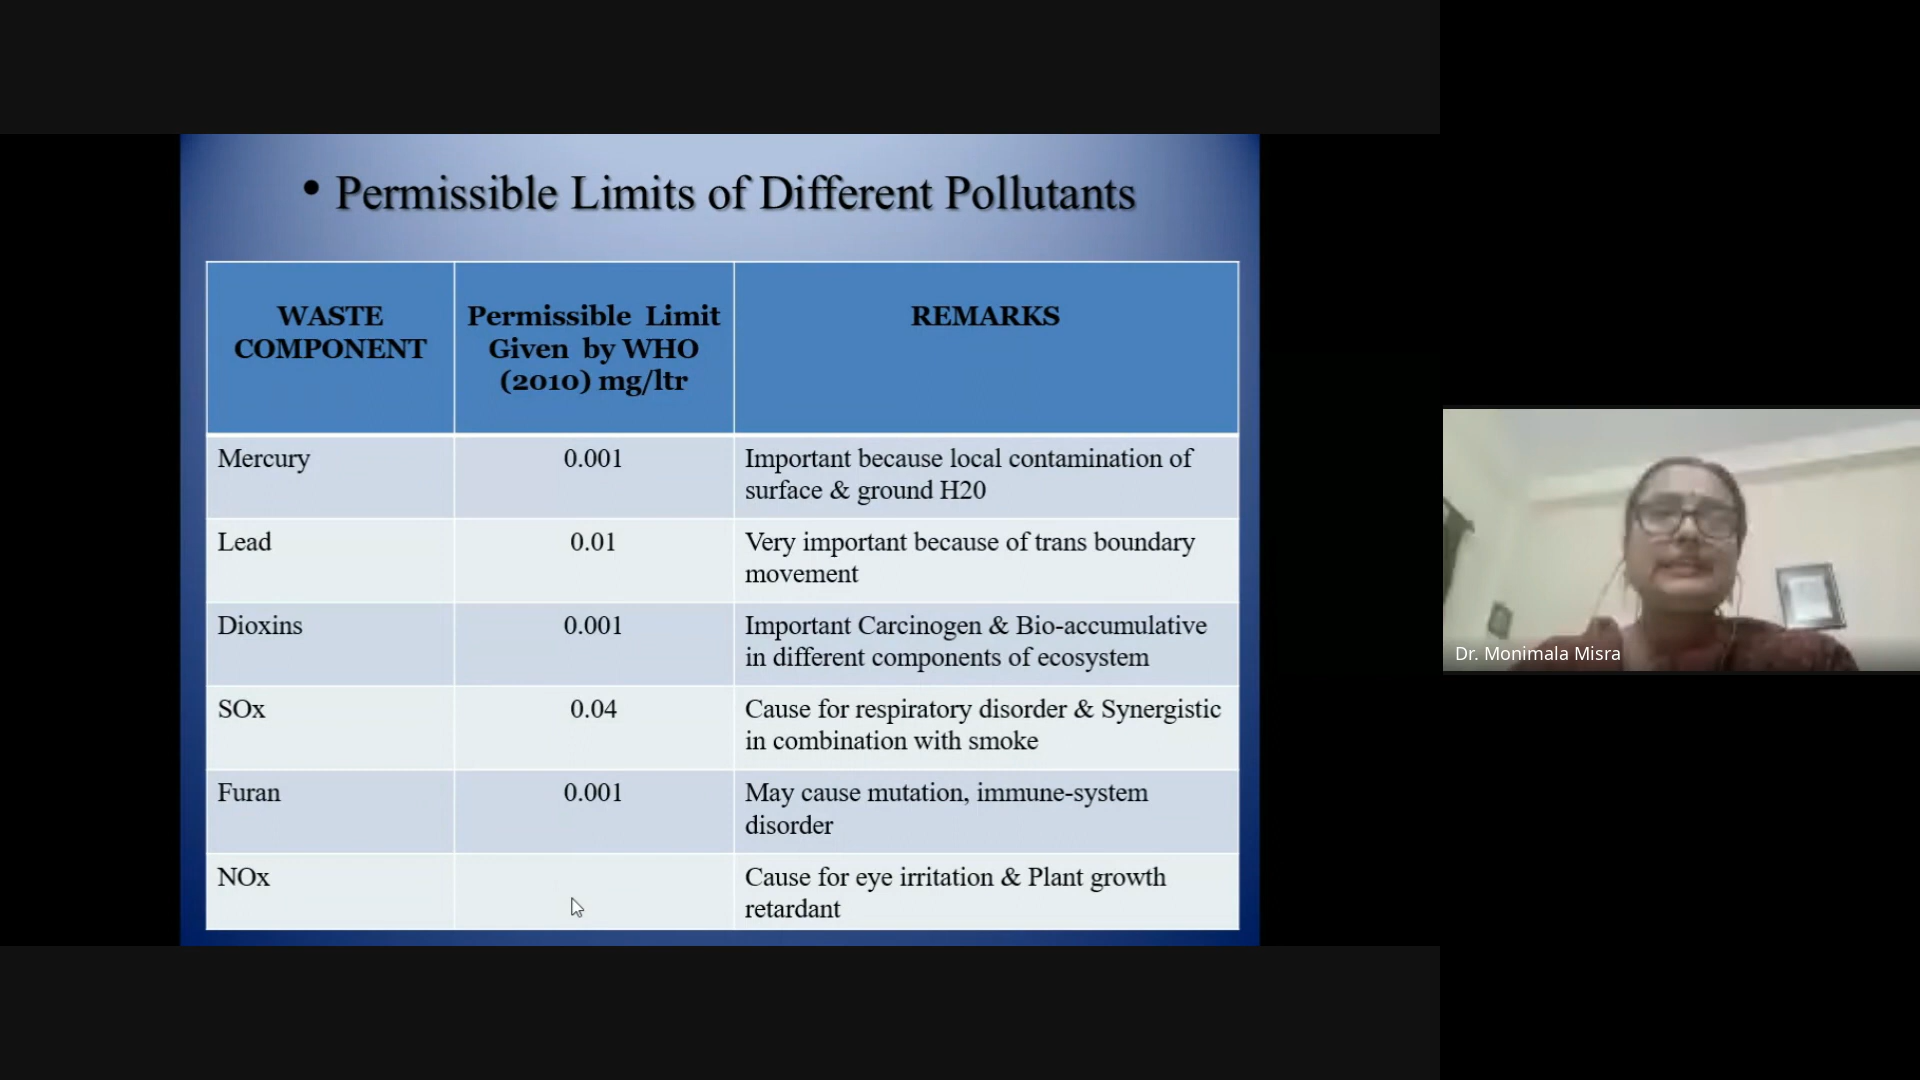 • Permissible Limits of Different Pollutants
WASTE
COMPONENT
Permissible Limit
Given by WHO
(2010) mg/ltr
REMARKS
Mercury
0.001
Important because local contamination of
surface & ground H20
Lead
0.01
Very important because of trans boundary
movement
Dioxins
0.001
Important Carcinogen & Bio-accumulative
in different components of ecosystem
SOx
0.04
Cause for respiratory disorder & Synergistic
in combination with smoke
Furan
0.001
May cause mutation, immune-system
disorder
NOx
Cause for eye irritation & Plant growth
retardant
Dr. Monimala Misra